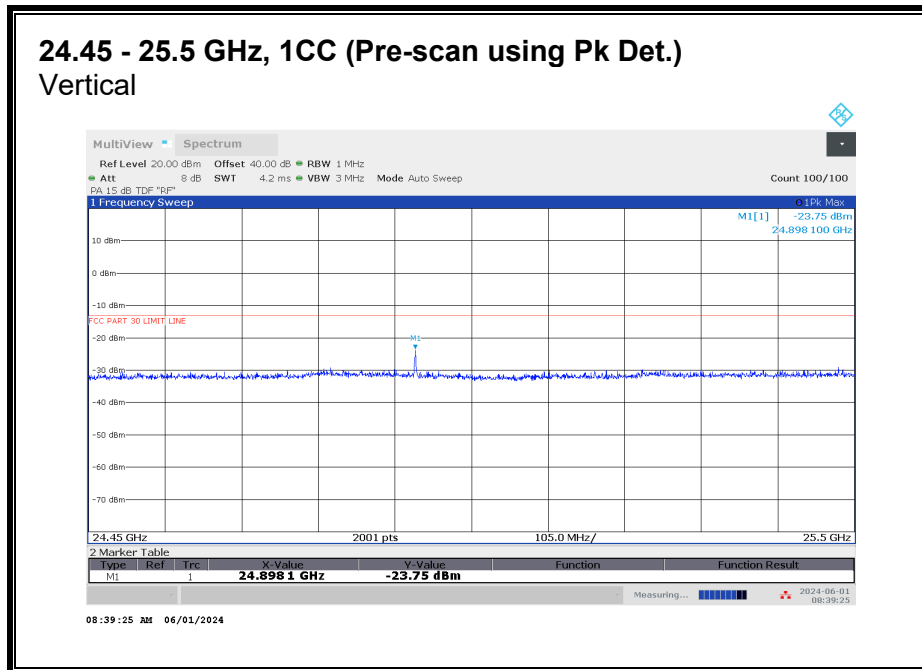 24.45 - 25.5 GHz, 1CC (Pre-scan using Pk Det.)
Vertical
R S
MultiView Spectrum
Ref Level 20.00 dBm Offset 40.00 dB RBW 1 MHz
Att 8 dB SWT 4.2 ms VBW 3 MHz Mode Auto Sweep Count 100/100
PA 15 dB TDF "RF"
1 Frequency Sweep 1Pk Max
M1[1] -23.75 dBm
24.898 100 GHz
10 dBm
0 dBm
-10 dBm
FCC PART 30 LIMIT LINE
-20 dBm
M1
-30 dBm
-40 dBm
-50 dBm
-60 dBm
-70 dBm
24.45 GHz 2001 pts 105.0 MHz/ 25.5 GHz
2 Marker Table
Type Ref Trc X-Value Y-Value Function Function Result
M1 1 24.898 1 GHz -23.75 dBm
Measuring... 2024-06-01
08:39:25
08:39:25 AM 06/01/2024